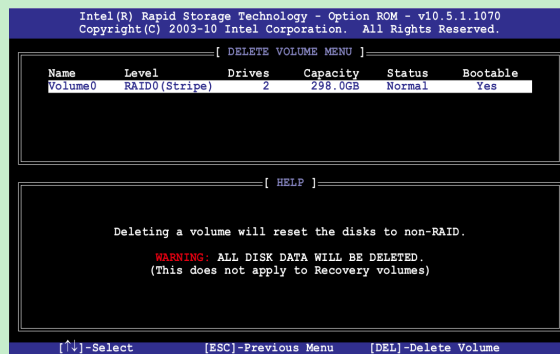 Intel(R) Rapid Storage Technology - Option ROM - v10.5.1.1070
Copyright(C) 2003-10 Intel Corporation.  All Rights Reserved.
[ DELETE VOLUME MENU ]
Name Level Drives Capacity Status Bootable
Volume0 RAID0(Stripe) 2 298.0GB Normal Yes
[ HELP ]
Deleting a volume will reset the disks to non-RAID.
WARNING: ALL DISK DATA WILL BE DELETED.
(This does not apply to Recovery volumes)
[↑↓]-Select [ESC]-Previous Menu [DEL]-Delete Volume